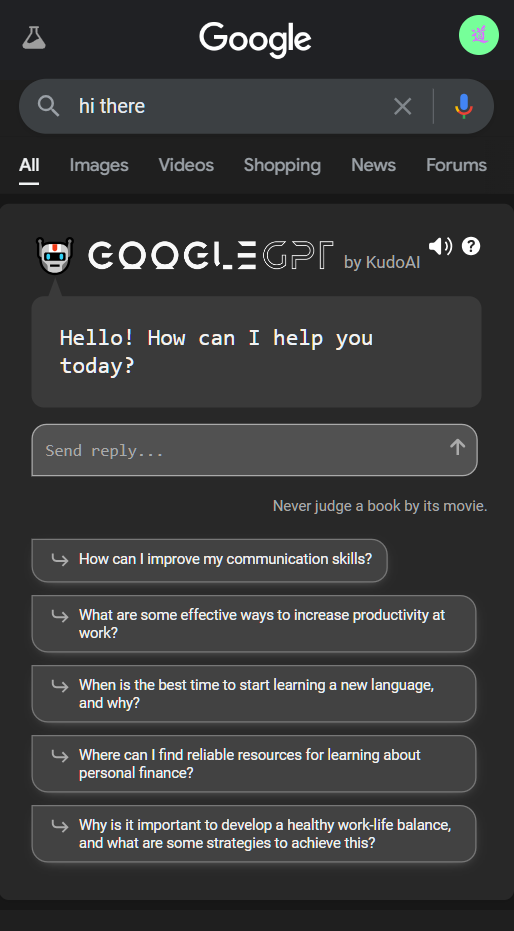 Google
道
hi there
All Images Videos Shopping News Forums
GOOGLEGPT by KudoAI
Hello! How can I help you
today?
Send reply...
Never judge a book by its movie.
How can I improve my communication skills?
What are some effective ways to increase productivity at
work?
When is the best time to start learning a new language,
and why?
Where can I find reliable resources for learning about
personal finance?
Why is it important to develop a healthy work-life balance,
and what are some strategies to achieve this?